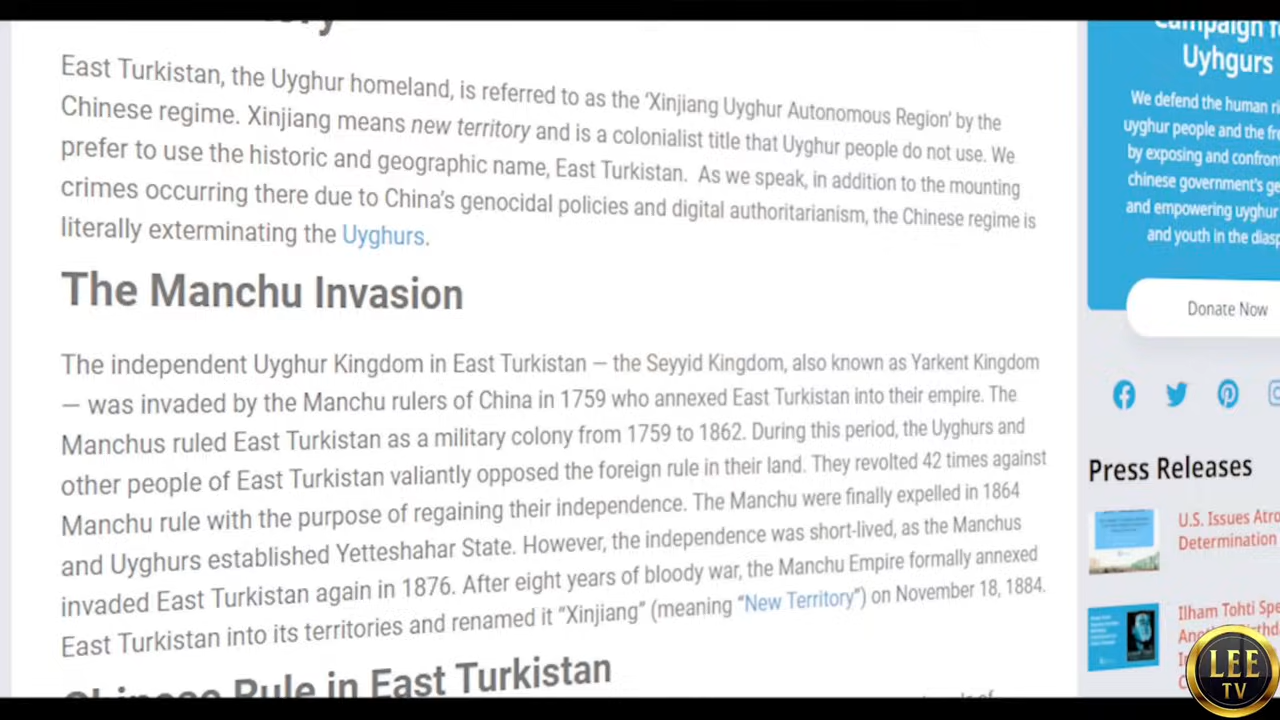 East Turkistan, the Uyghur homeland, is referred to as the ‘Xinjiang Uyghur Autonomous Region’ by the
Chinese regime. Xinjiang means new territory and is a colonialist title that Uyghur people do not use. We
prefer to use the historic and geographic name, East Turkistan. As we speak, in addition to the mounting
crimes occurring there due to China’s genocidal policies and digital authoritarianism, the Chinese regime is
literally exterminating the Uyghurs.
The Manchu Invasion
The independent Uyghur Kingdom in East Turkistan – the Seyyid Kingdom, also known as Yarkent Kingdom
– was invaded by the Manchu rulers of China in 1759 who annexed East Turkistan into their empire. The
Manchus ruled East Turkistan as a military colony from 1759 to 1862. During this period, the Uyghurs and
other people of East Turkistan valiantly opposed the foreign rule in their land. They revolted 42 times against
Manchu rule with the purpose of regaining their independence. The Manchu were finally expelled in 1864
and Uyghurs established Yetteshahar State. However, the independence was short-lived, as the Manchus
invaded East Turkistan again in 1876. After eight years of bloody war, the Manchu Empire formally annexed
East Turkistan into its territories and renamed it “Xinjiang” (meaning “New Territory”) on November 18, 1884.
Chinese Rule in East Turkistan
Campaign
Uyhgurs
We defend the human
uyghur people and the
by exposing and
chinese government's
and empowering
and youth in the
Donate Now
Press Releases
U.S. Issues
Determination
Ilham Tohti
LEE
TV